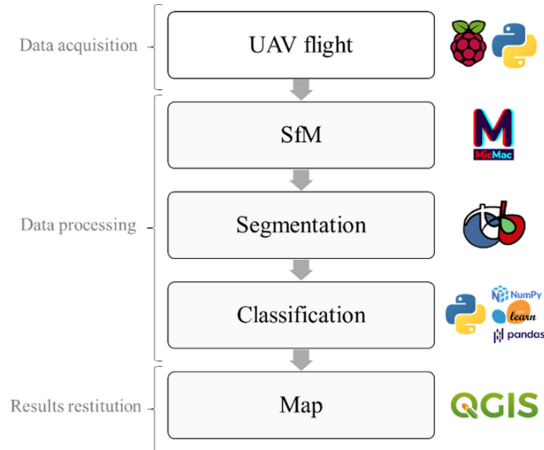 Data acquisition
UAV flight
SfM
M
MicMac
Data processing
Segmentation
Classification
NumPy
learn
pandas
Results restitution
Map
QGIS